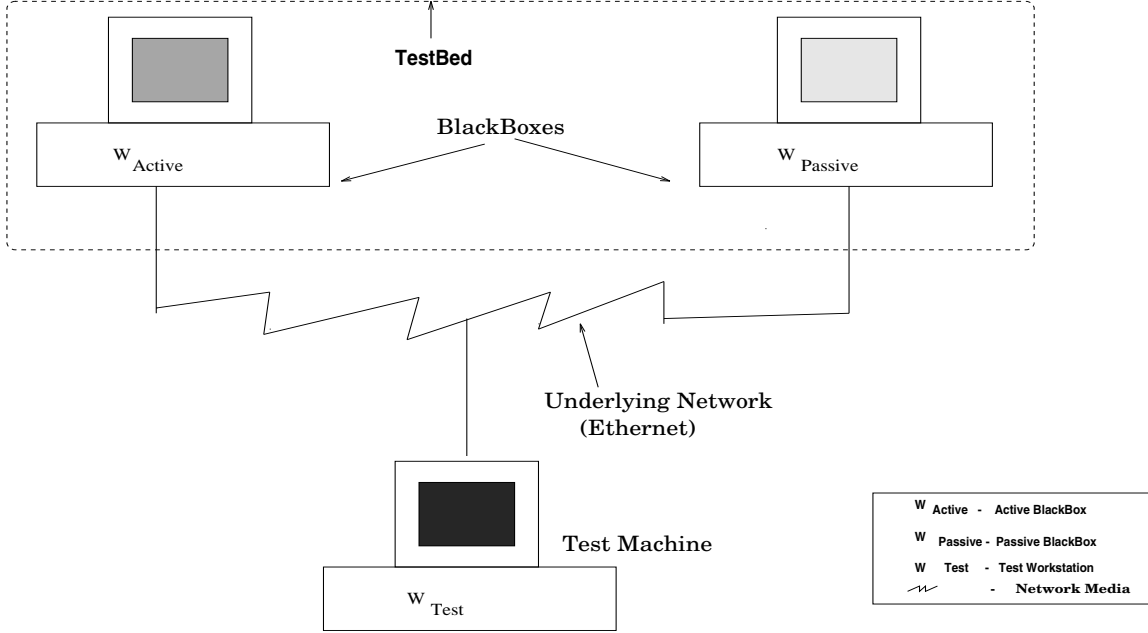 TestBed
BlackBoxes
W Active
W Passive
Underlying Network
(Ethernet)
Test Machine
W Test
W Active - Active BlackBox
W Passive - Passive BlackBox
W Test - Test Workstation
- Network Media